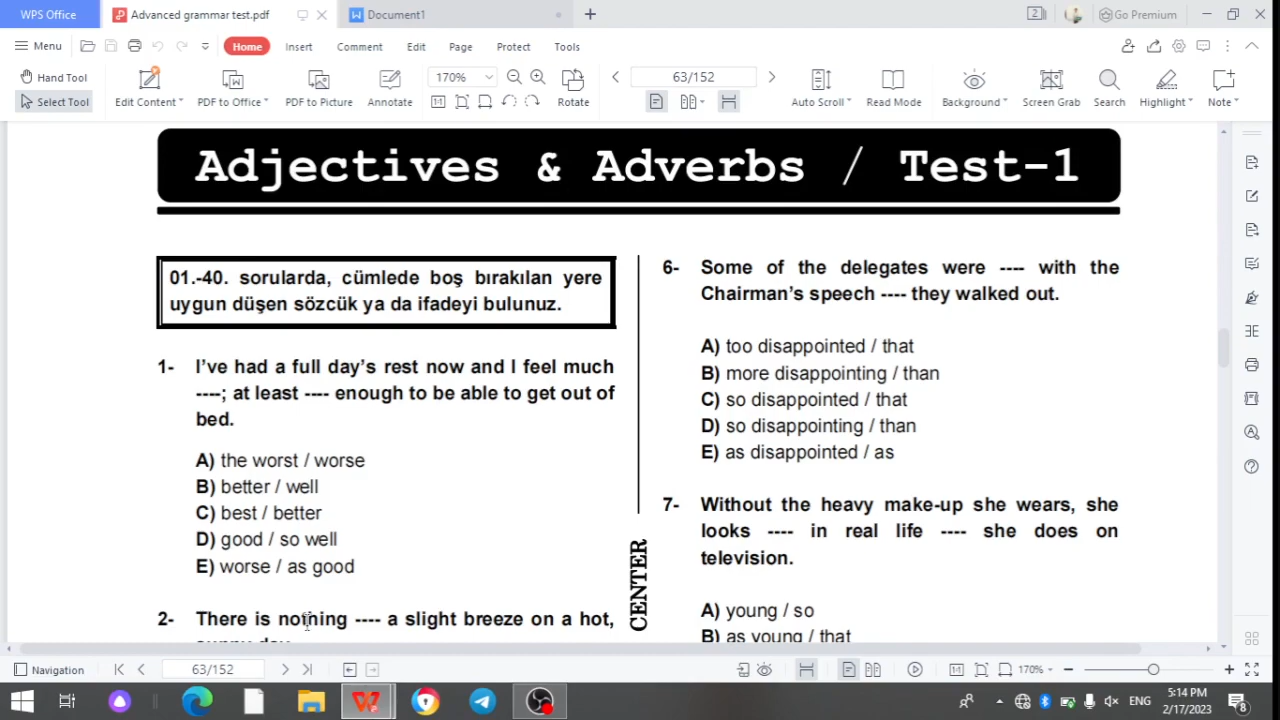 WPS Office
Advanced grammar test.pdf
Document1
Go Premium
Menu
Home
Insert
Comment
Edit
Page
Protect
Tools
Hand Tool
Select Tool
Edit Content
PDF to Office
PDF to Picture
Annotate
170%
Rotate
63/152
Auto Scroll
Read Mode
Background
Screen Grab
Search
Highlight
Note
Adjectives & Adverbs / Test-1
01.-40. sorularda, cümlede boş bırakılan yere
uygun düşen sözcük ya da ifadeyi bulunuz.
1- I've had a full day's rest now and I feel much
----; at least ---- enough to be able to get out of
bed.
A) the worst / worse
B) better / well
C) best / better
D) good / so well
E) worse / as good
2- There is nothing ---- a slight breeze on a hot,
CENTER
6- Some of the delegates were ---- with the
Chairman's speech ---- they walked out.
A) too disappointed / that
B) more disappointing / than
C) so disappointed / that
D) so disappointing / than
E) as disappointed / as
7- Without the heavy make-up she wears, she
looks ---- in real life ---- she does on
television.
A) young / so
B) as young / that
Navigation
63/152
170%
ENG
5:14 PM
2/17/2023